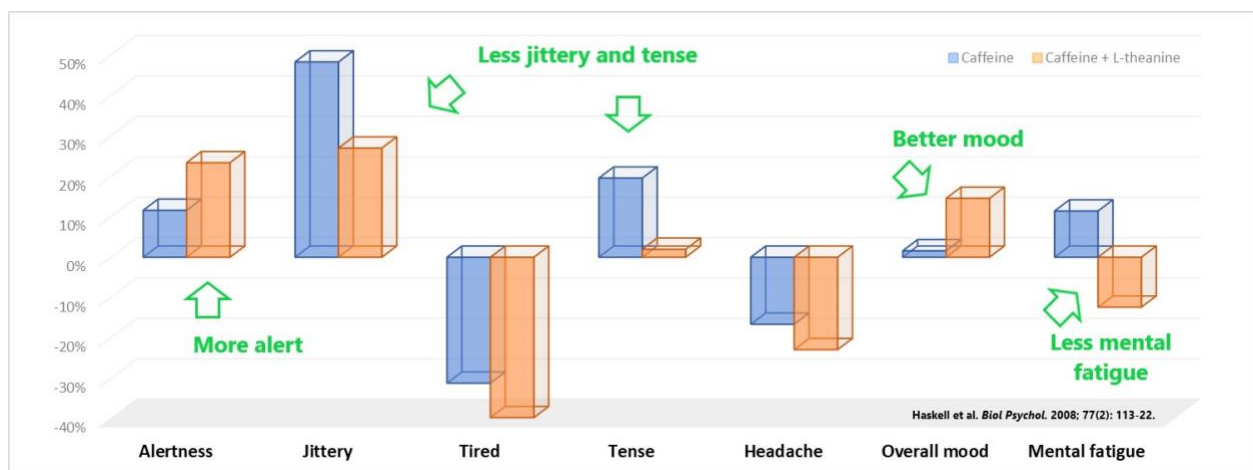 Less jittery and tense
Caffeine
Caffeine + L-theanine
50%
40%
30%
20%
10%
0%
-10%
-20%
-30%
-40%
Better mood
More alert
Less mental
fatigue
Haskell et al. Biol Psychol. 2008; 77(2): 113-22.
Alertness
Jittery
Tired
Tense
Headache
Overall mood
Mental fatigue